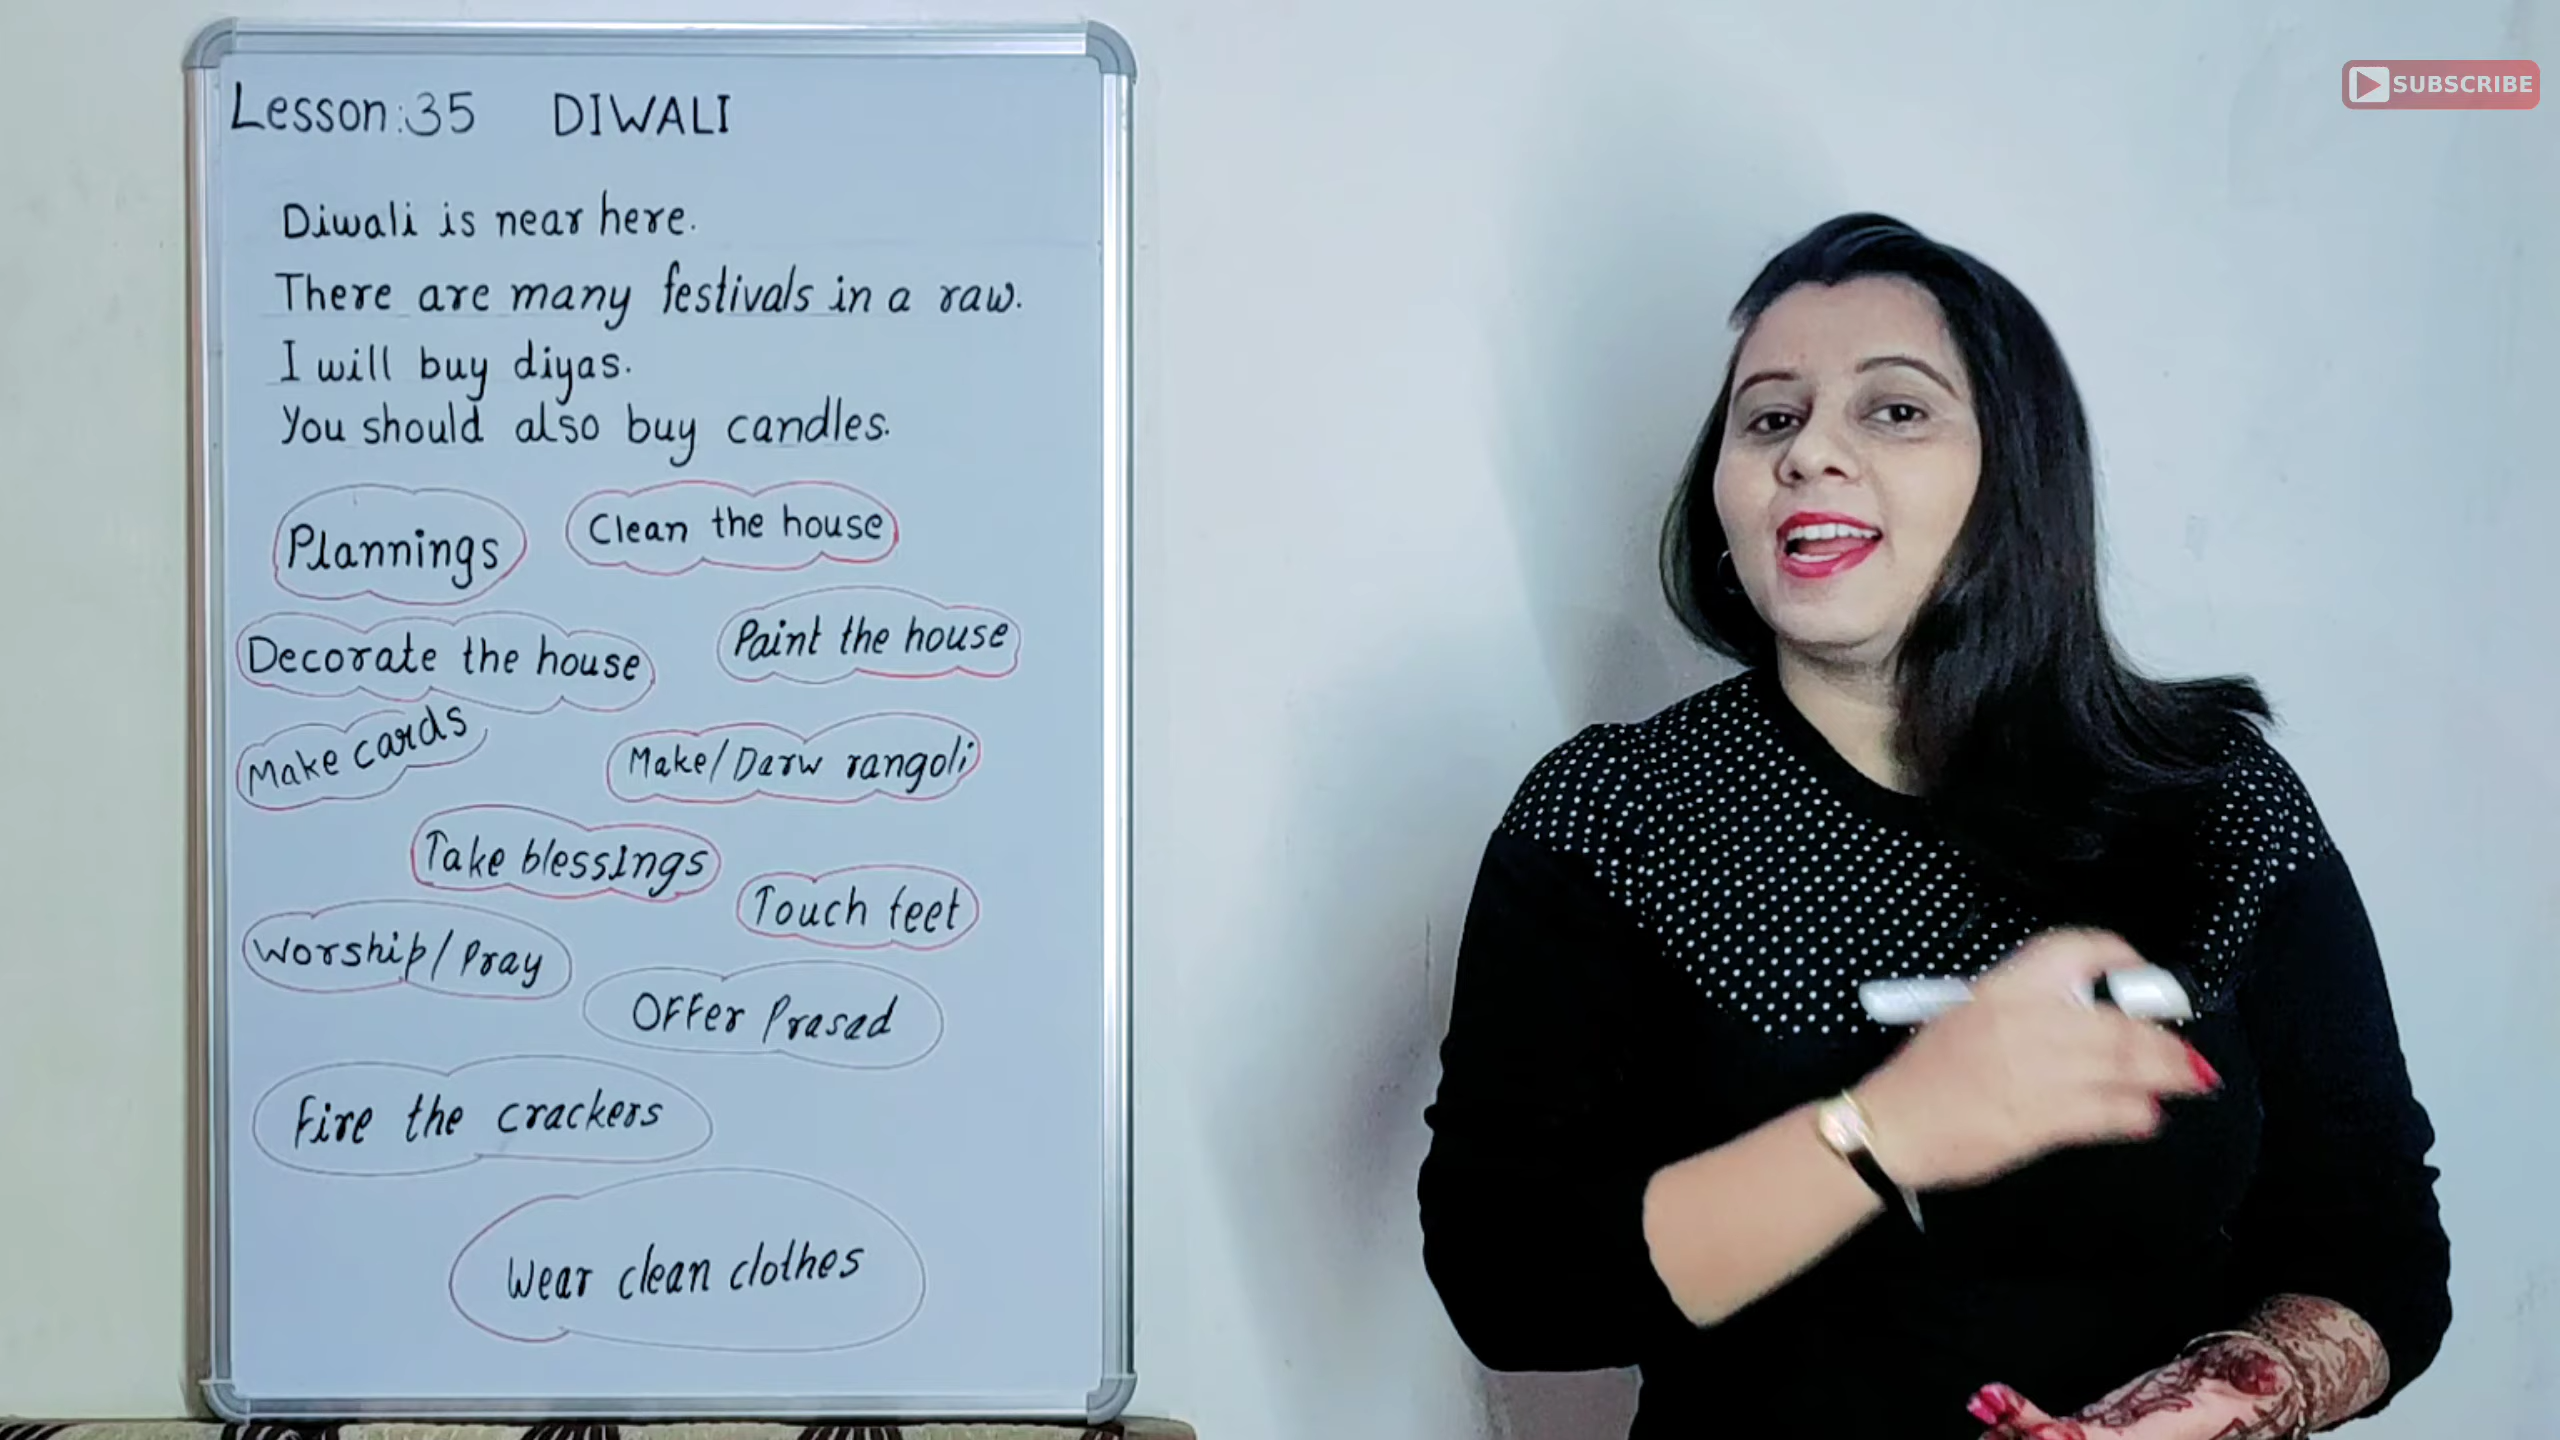 Lesson:35 DIWALI
SUBSCRIBE
Diwali is near here.
There are many festivals in a raw.
I will buy diyas.
You should also buy candles.
Plannings
Clean the house
Decorate the house
Paint the house
Make cards
Make/Darw rangoli
Take blessings
Touch feet
Worship/Pray
OFFer Prasad
Fire the crackers
Wear clean clothes